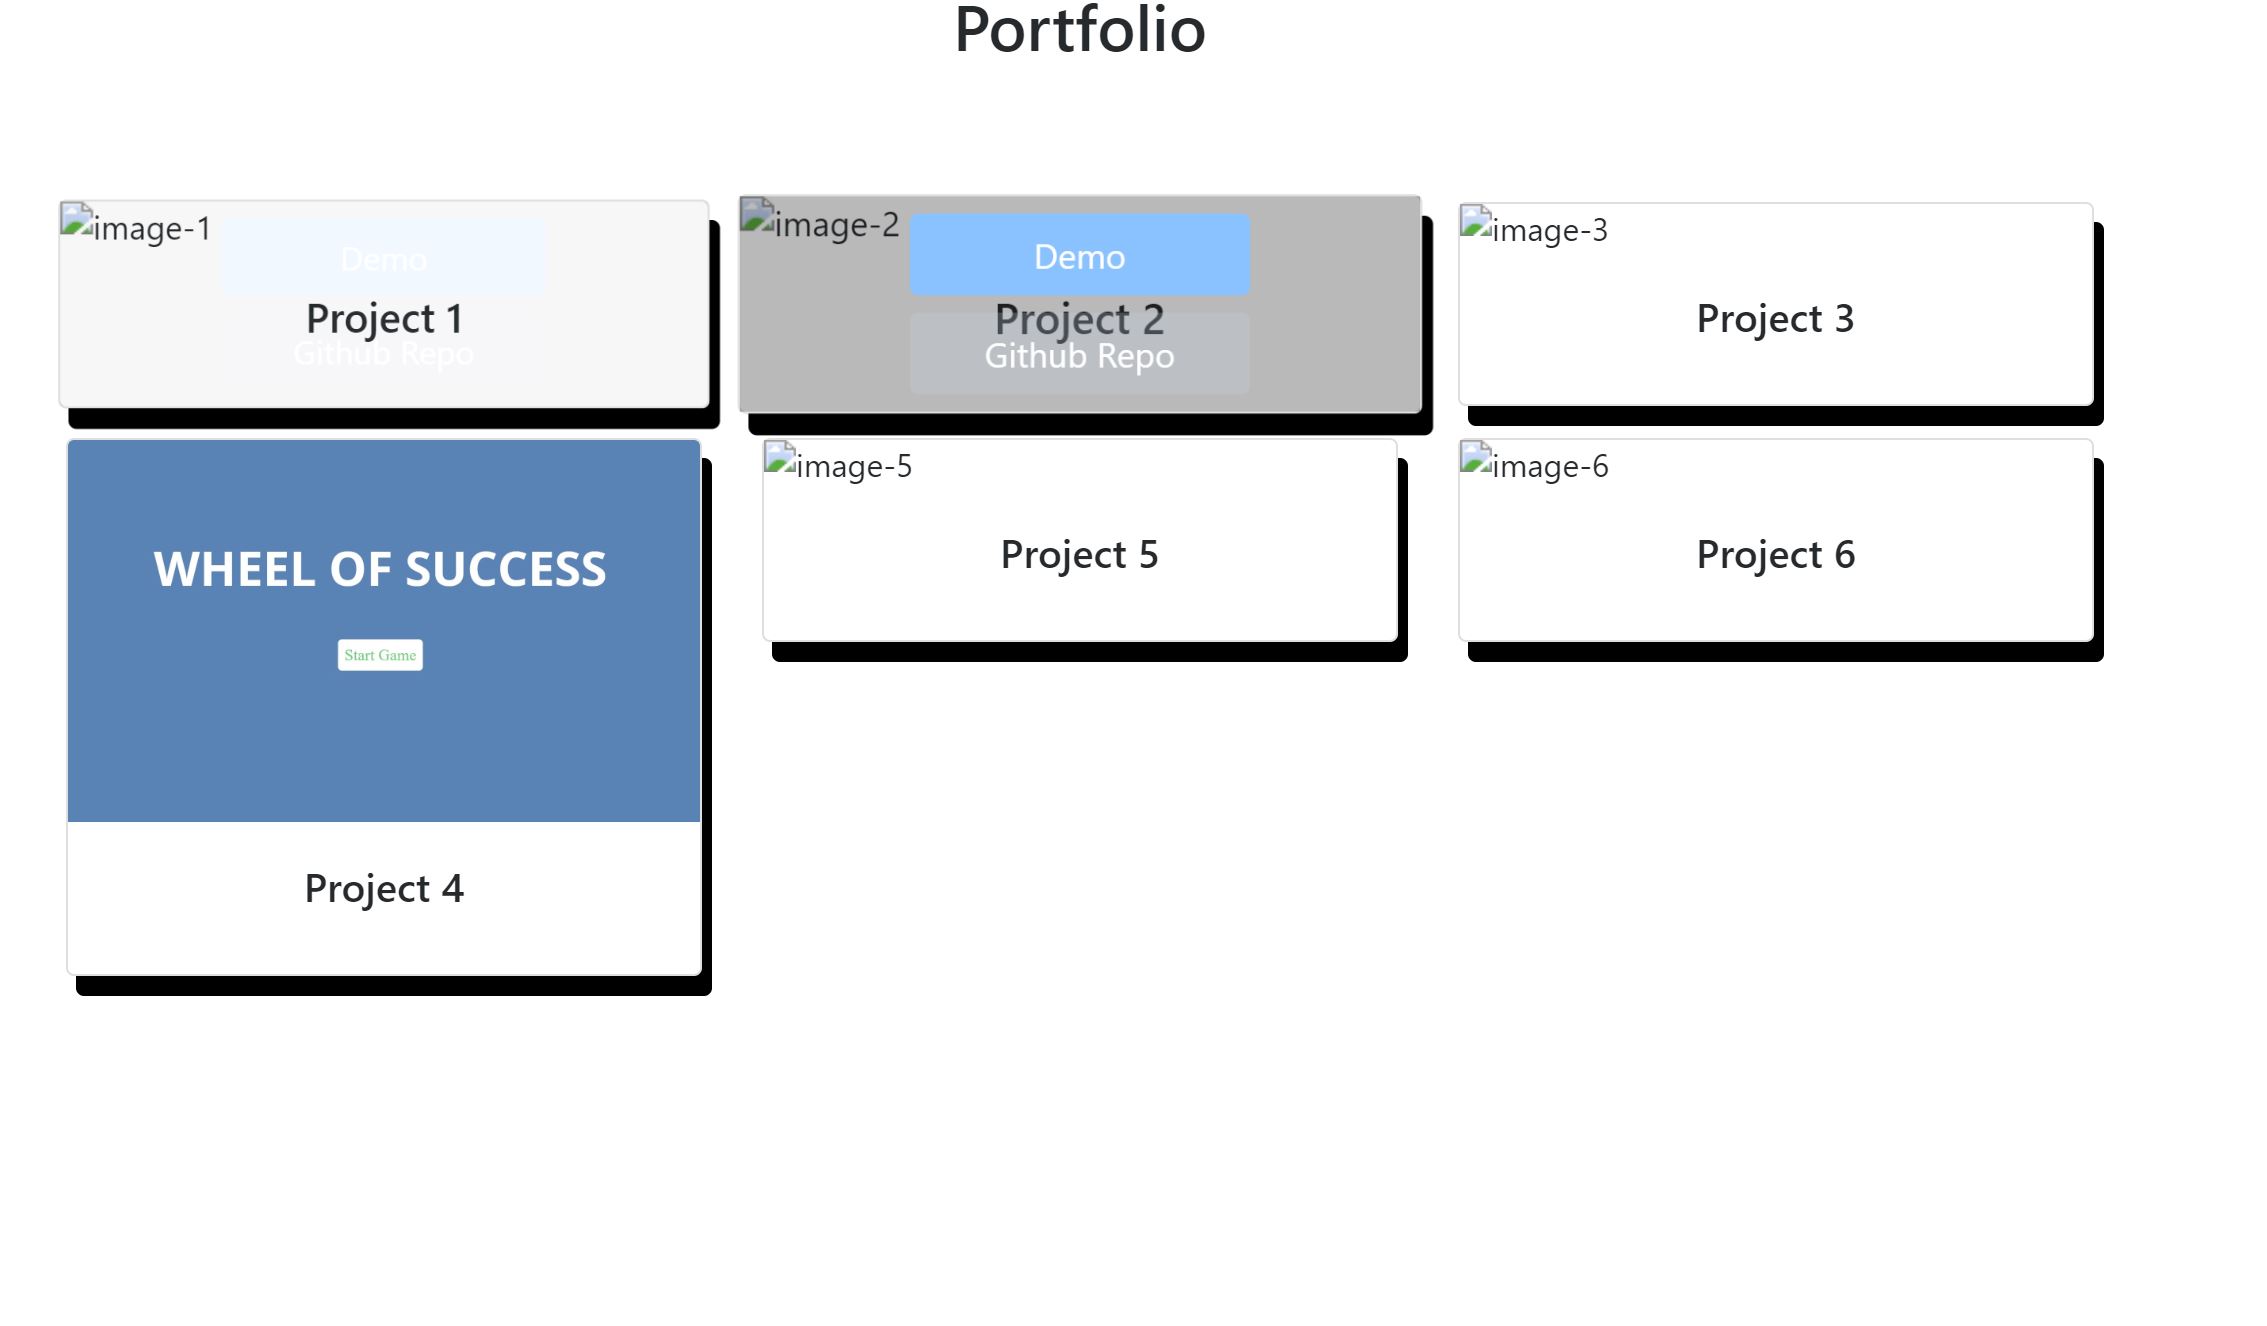 Portfolio
image-1
Demo
Project 1
Github Repo
image-2
Demo
Project 2
Github Repo
image-3
Project 3
WHEEL OF SUCCESS
Start Game
Project 4
image-5
Project 5
image-6
Project 6